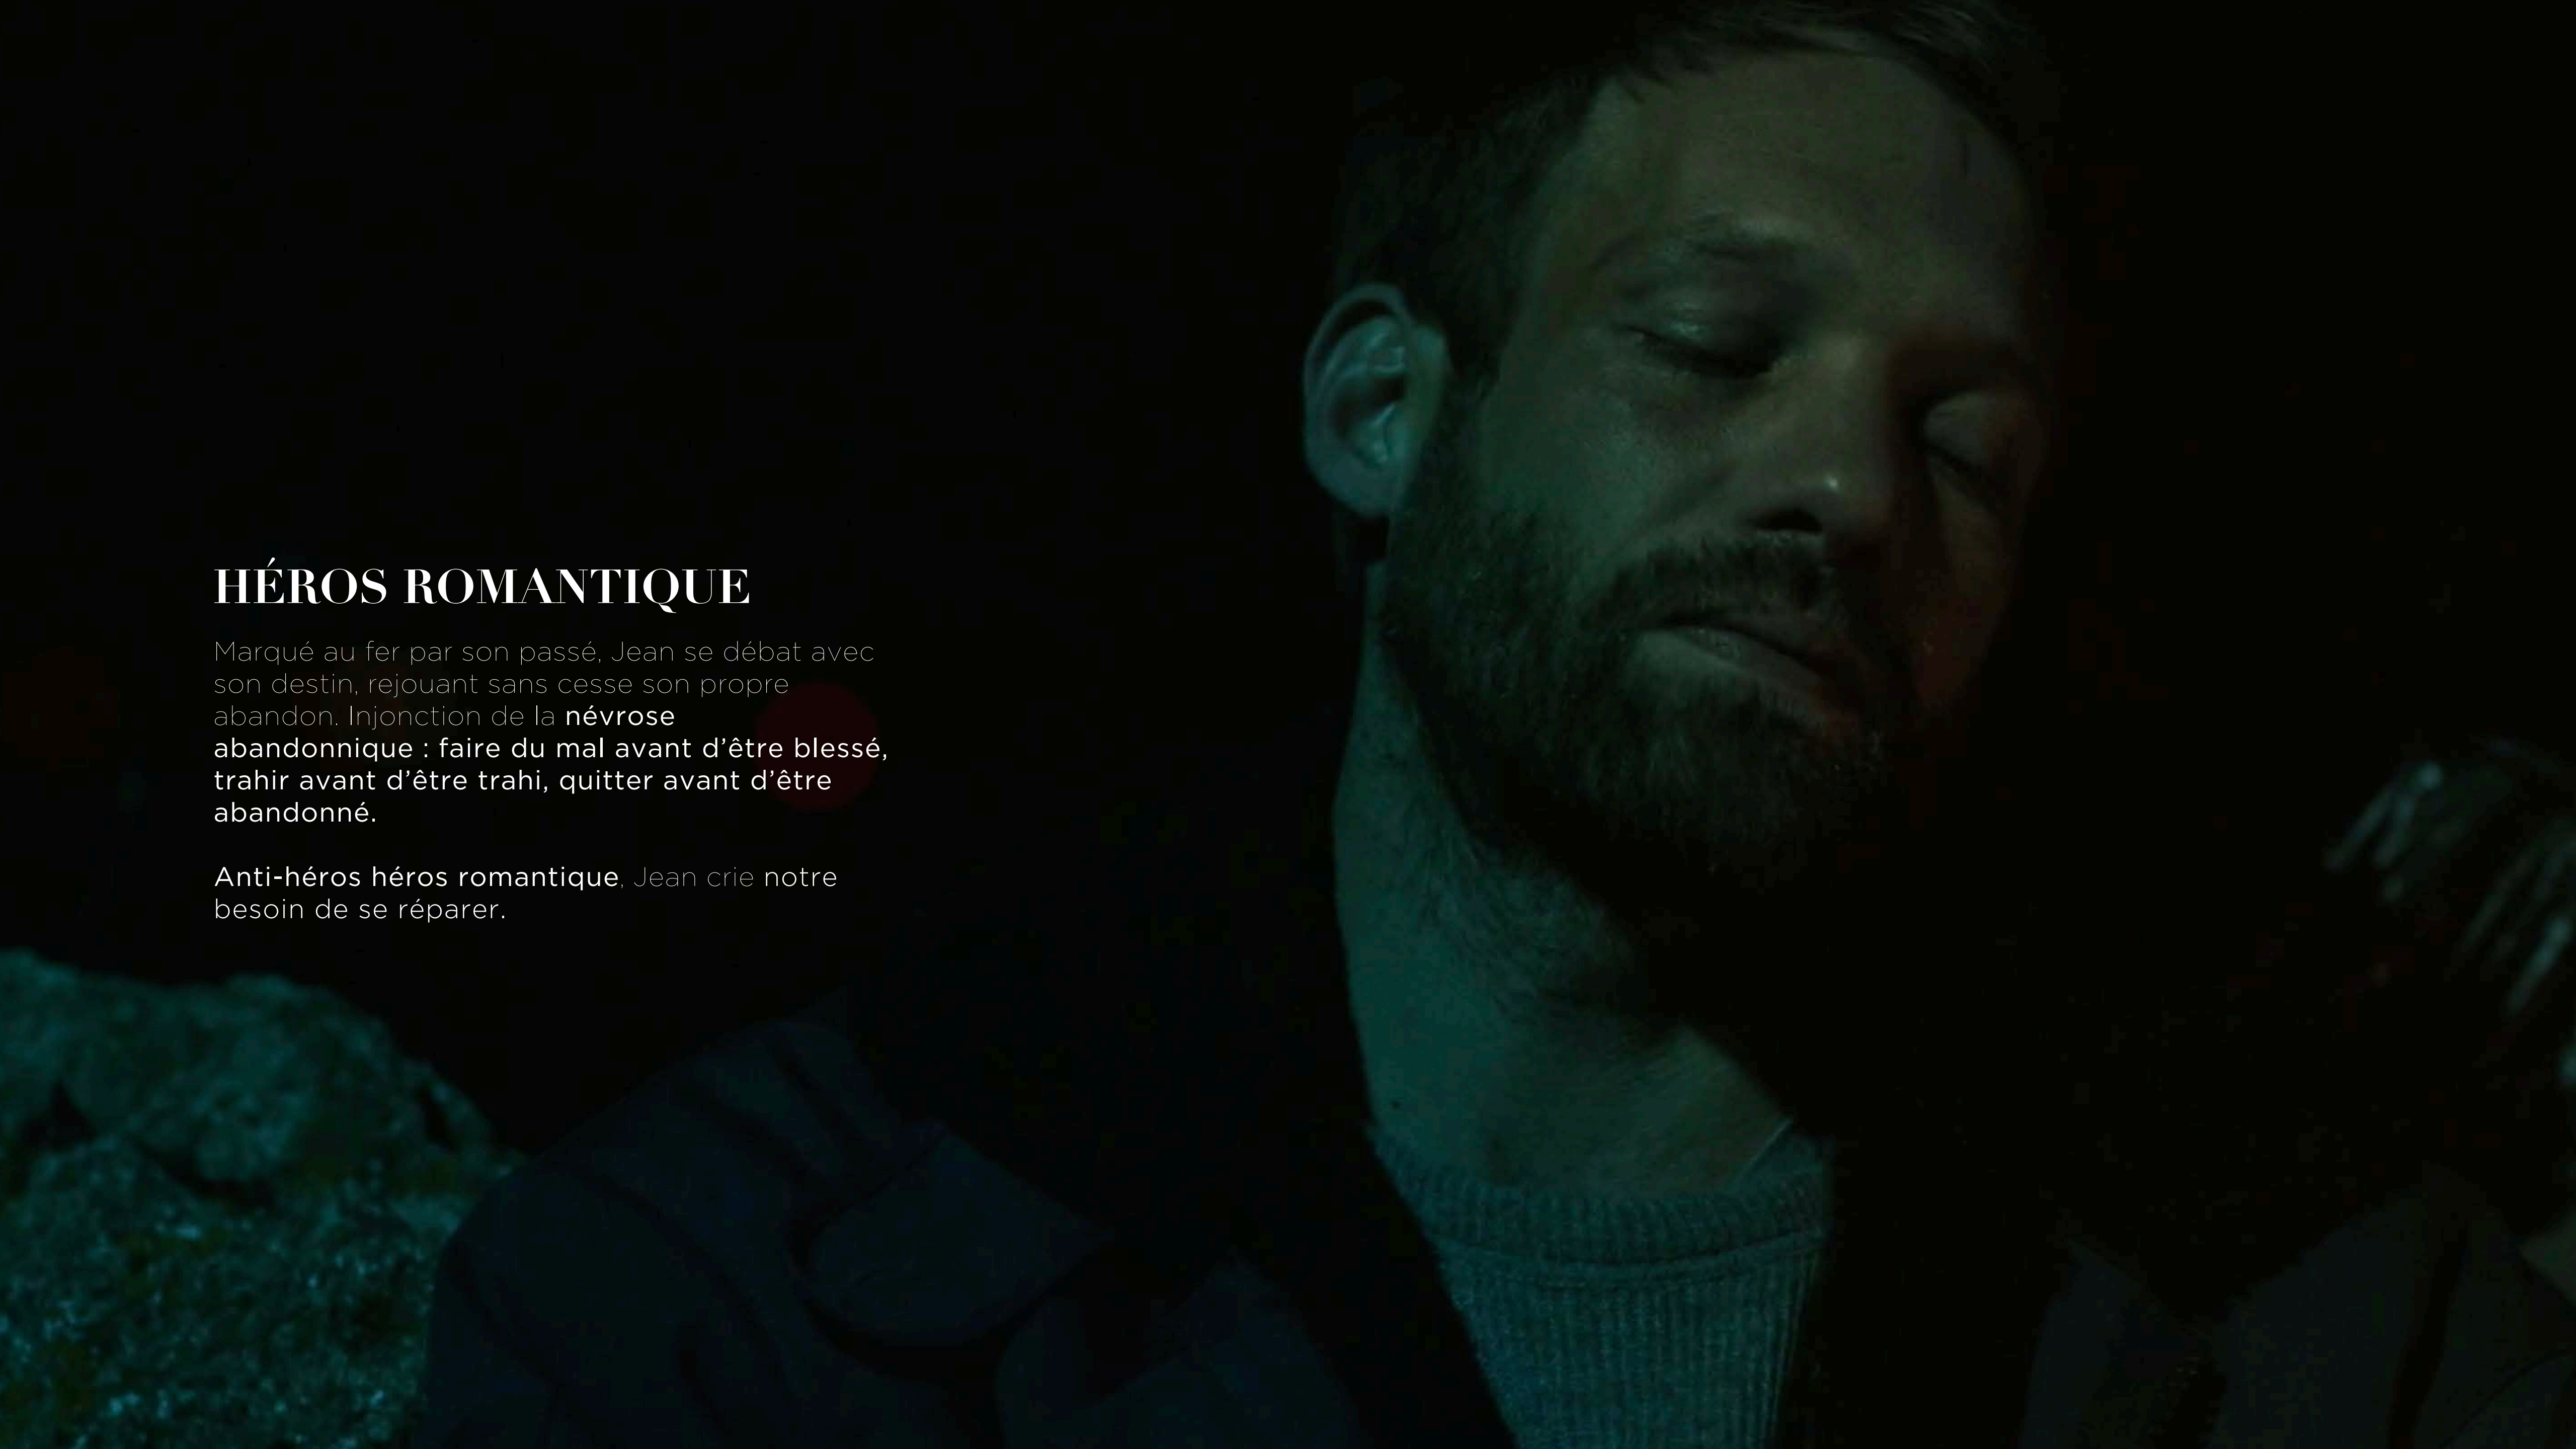 HÉROS ROMANTIQUE
Marqué au fer par son passé, Jean se débat avec
son destin, rejouant sans cesse son propre
abandon. Injonction de la névrose
abandonnique : faire du mal avant d’être blessé,
trahir avant d’être trahi, quitter avant d’être
abandonné.
Anti-héros héros romantique, Jean crie notre
besoin de se réparer.